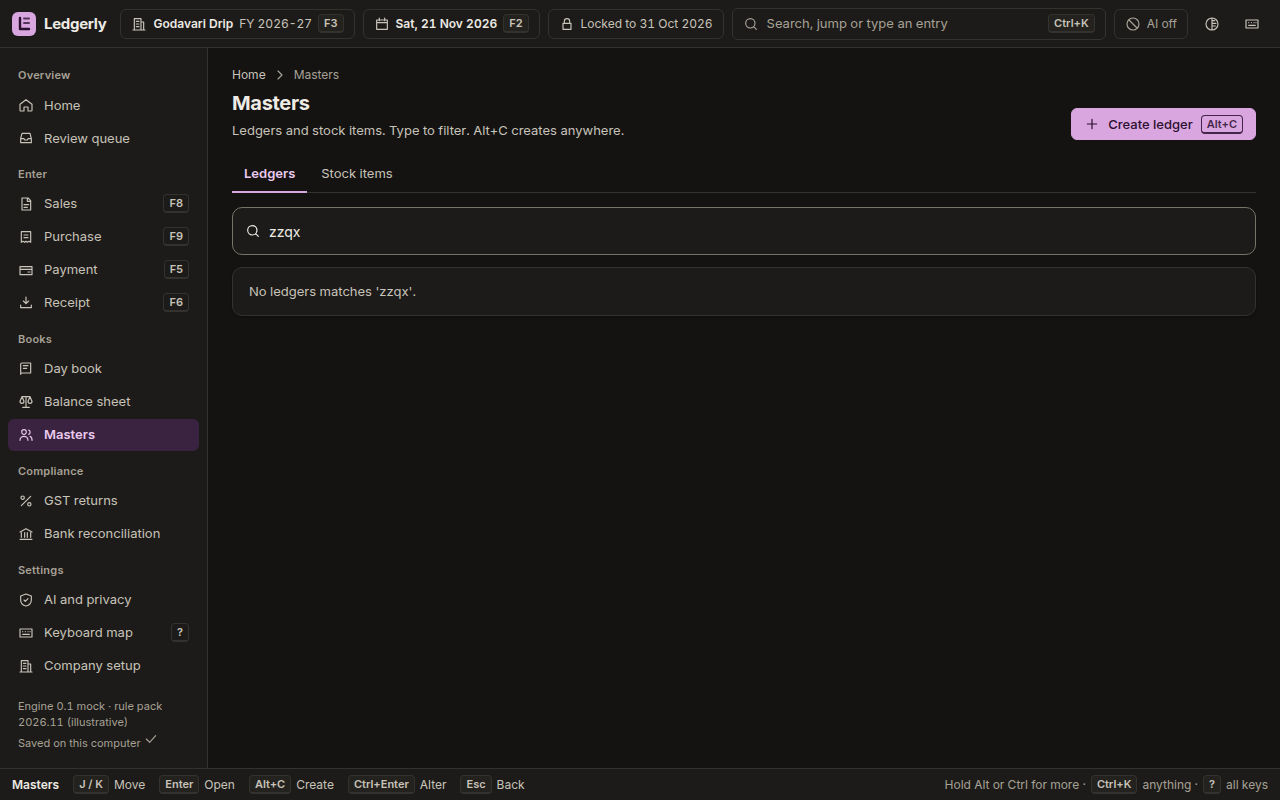 Ledgerly
Godavari Drip FY 2026-27 F3
Sat, 21 Nov 2026 F2
Locked to 31 Oct 2026
Search, jump or type an entry Ctrl+K
AI off
Overview
Home
Review queue
Enter
Sales F8
Purchase F9
Payment F5
Receipt F6
Books
Day book
Balance sheet
Masters
Compliance
GST returns
Bank reconciliation
Settings
AI and privacy
Keyboard map ?
Company setup
Engine 0.1 mock · rule pack
2026.11 (illustrative)
Saved on this computer
Home Masters
Masters
Ledgers and stock items. Type to filter. Alt+C creates anywhere.
Create ledger Alt+C
Ledgers Stock items
zzqx
No ledgers matches 'zzqx'.
Masters J / K Move Enter Open Alt+C Create Ctrl+Enter Alter Esc Back
Hold Alt or Ctrl for more · Ctrl+K anything · ? all keys